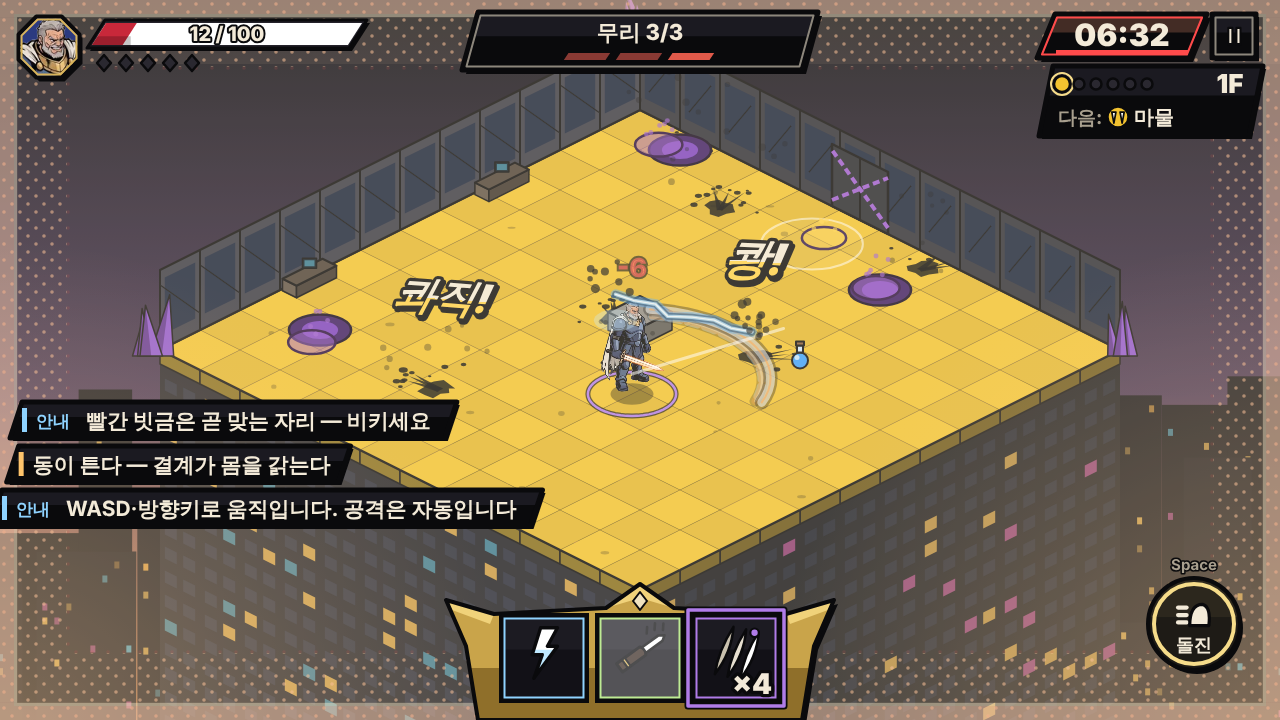 12 / 100
무리 3/3
06:32
1F
다음: 마물
-6
쾅!
콰직!
안내 빨간 빗금은 곧 맞는 자리 — 비키세요
동이 튼다 — 결계가 몸을 갉는다
안내 WASD·방향키로 움직입니다. 공격은 자동입니다
Space
돌진
×4